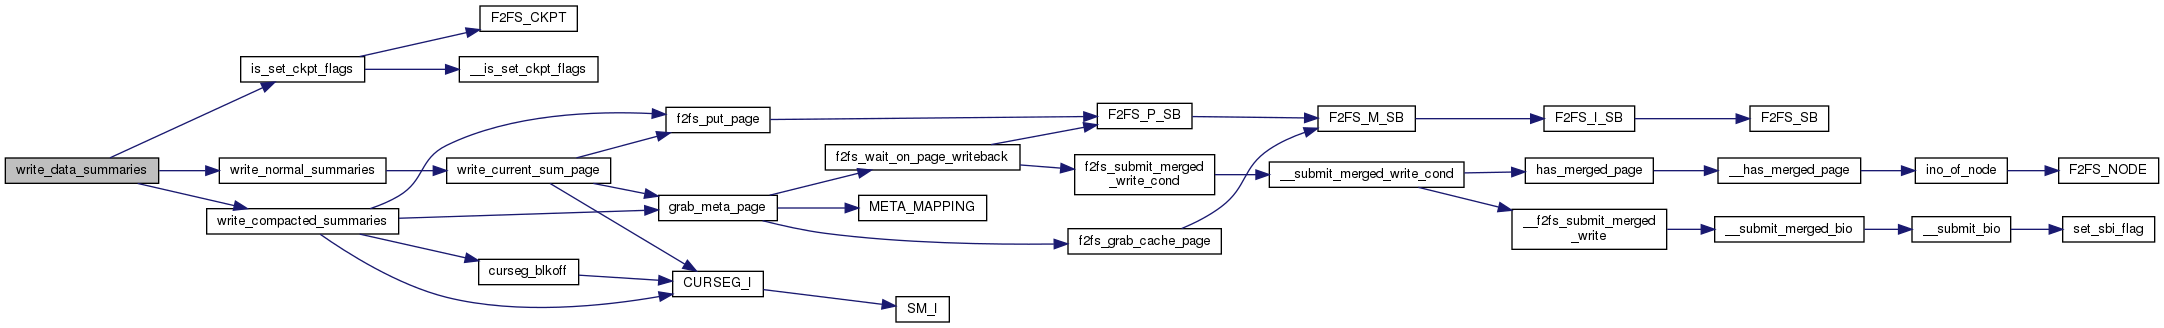 F2FS_CKPT
is_set_ckpt_flags
__is_set_ckpt_flags
write_data_summaries
write_normal_summaries
write_compacted_summaries
write_current_sum_page
curseg_blkoff
f2fs_put_page
grab_meta_page
CURSEG_I
f2fs_wait_on_page_writeback
META_MAPPING
SM_I
F2FS_P_SB
f2fs_submit_merged
_write_cond
f2fs_grab_cache_page
F2FS_M_SB
__submit_merged_write_cond
F2FS_I_SB
has_merged_page
__f2fs_submit_merged
_write
F2FS_SB
__has_merged_page
__submit_merged_bio
ino_of_node
__submit_bio
F2FS_NODE
set_sbi_flag